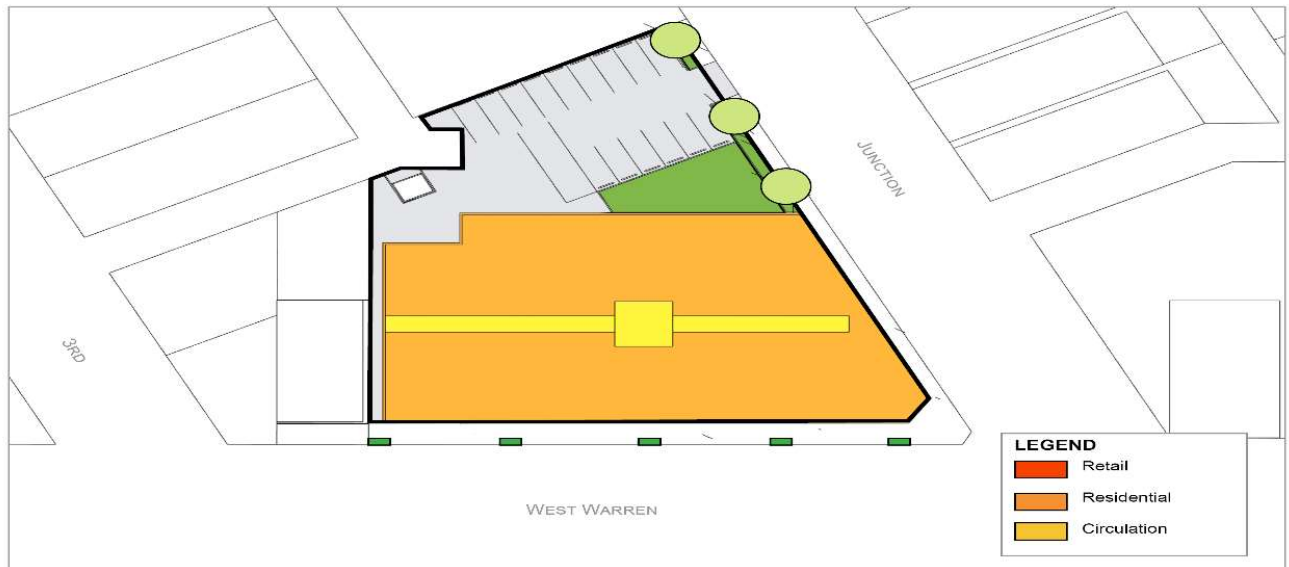 JUNCTION
3RD
WEST WARREN
LEGEND
Retail
Residential
Circulation